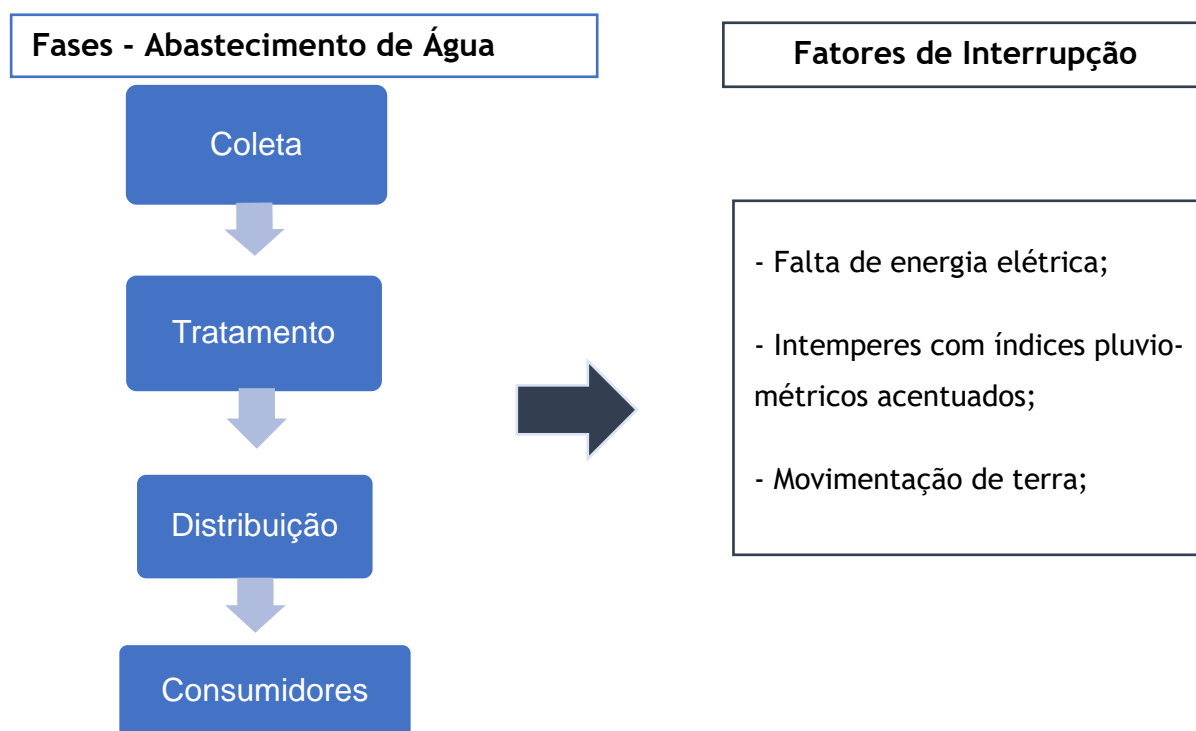 Fases - Abastecimento de Água
Coleta
Tratamento
Distribuição
Consumidores
Fatores de Interrupção
- Falta de energia elétrica;
- Intemperes com índices pluvio-
métricos acentuados;
- Movimentação de terra;